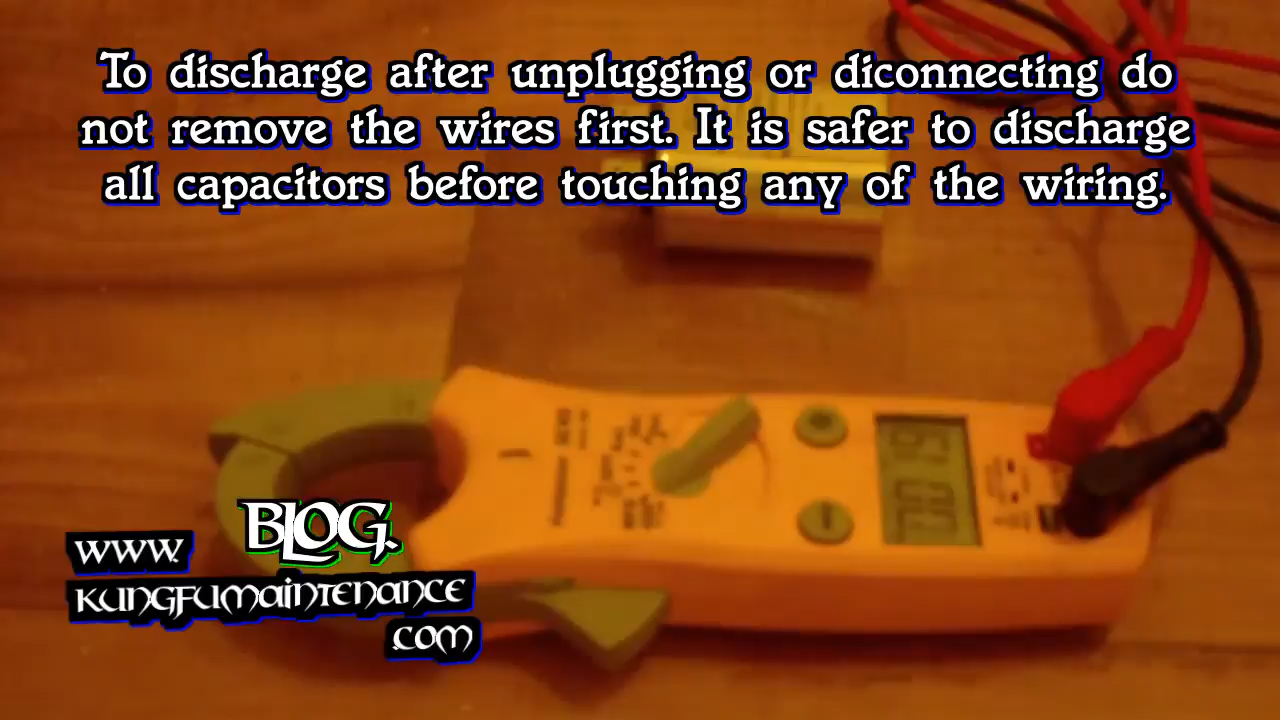 To discharge after unplugging or diconnecting do
not remove the wires first. It is safer to discharge
all capacitors before touching any of the wiring.
BLOG.
www.
kungfumaintenance
.com